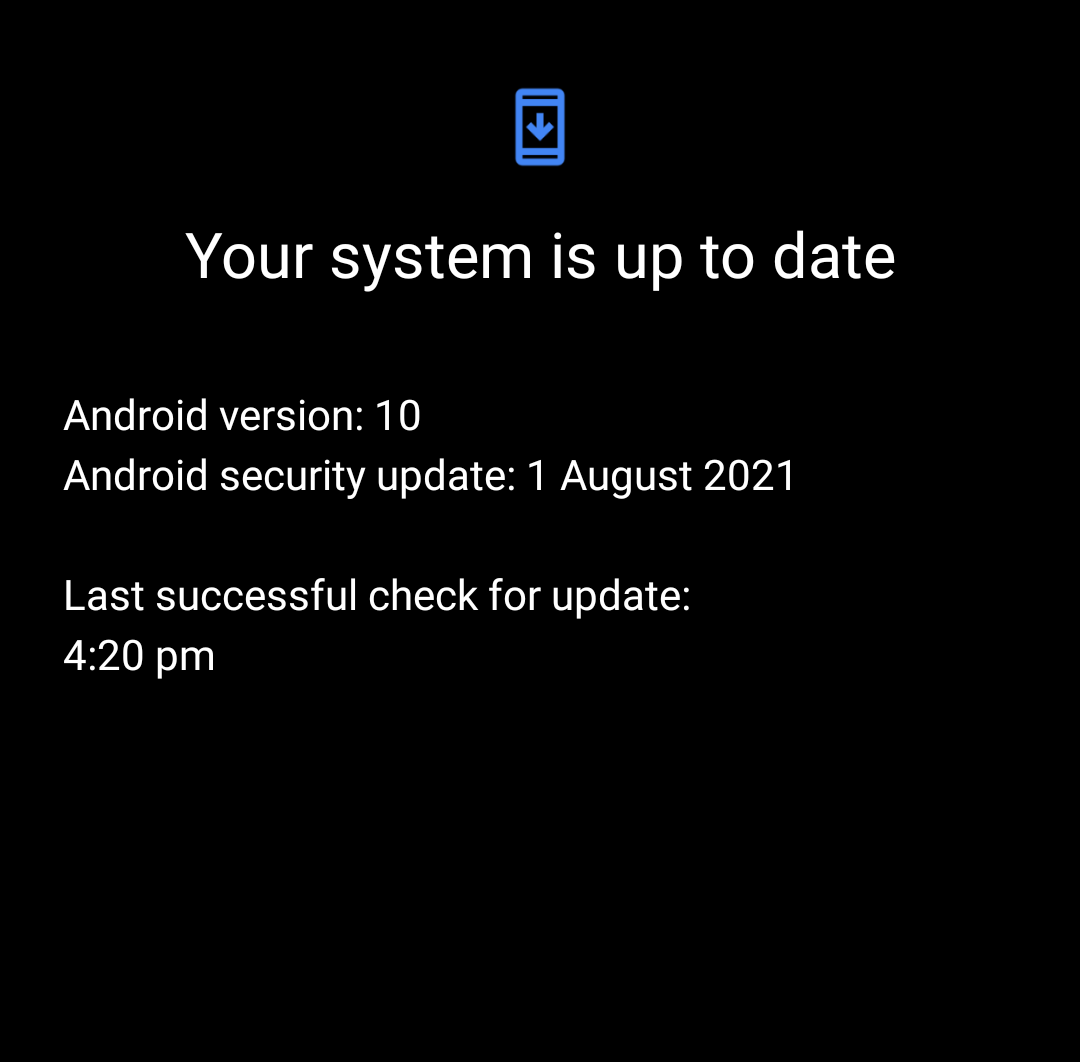 Your system is up to date
Android version: 10
Android security update: 1 August 2021
Last successful check for update:
4:20 pm